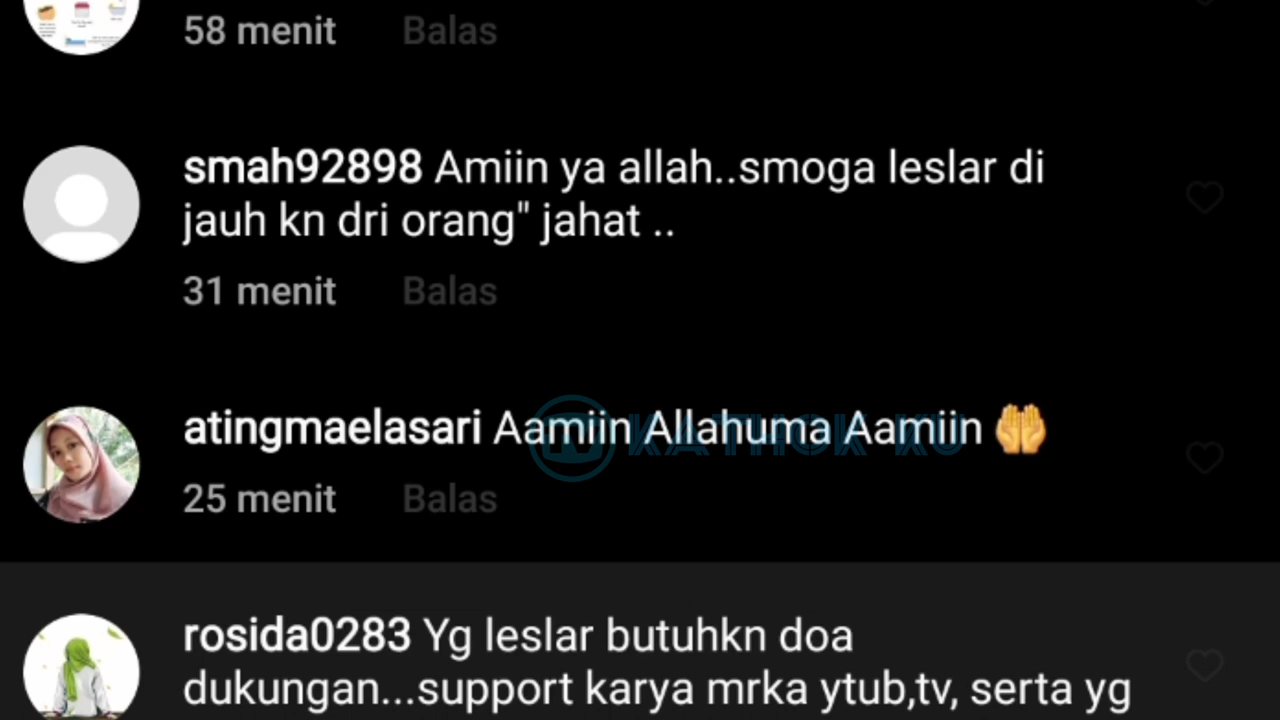 58 menit Balas
smah92898 Amiin ya allah..smoga leslar di
jauh kn dri orang" jahat ..
31 menit Balas
atingmaelasari Aamiin Allahuma Aamiin 🤲
KATHOK KU
25 menit Balas
rosida0283 Yg leslar butuhkn doa
dukungan...support karya mrka ytub,tv, serta yg